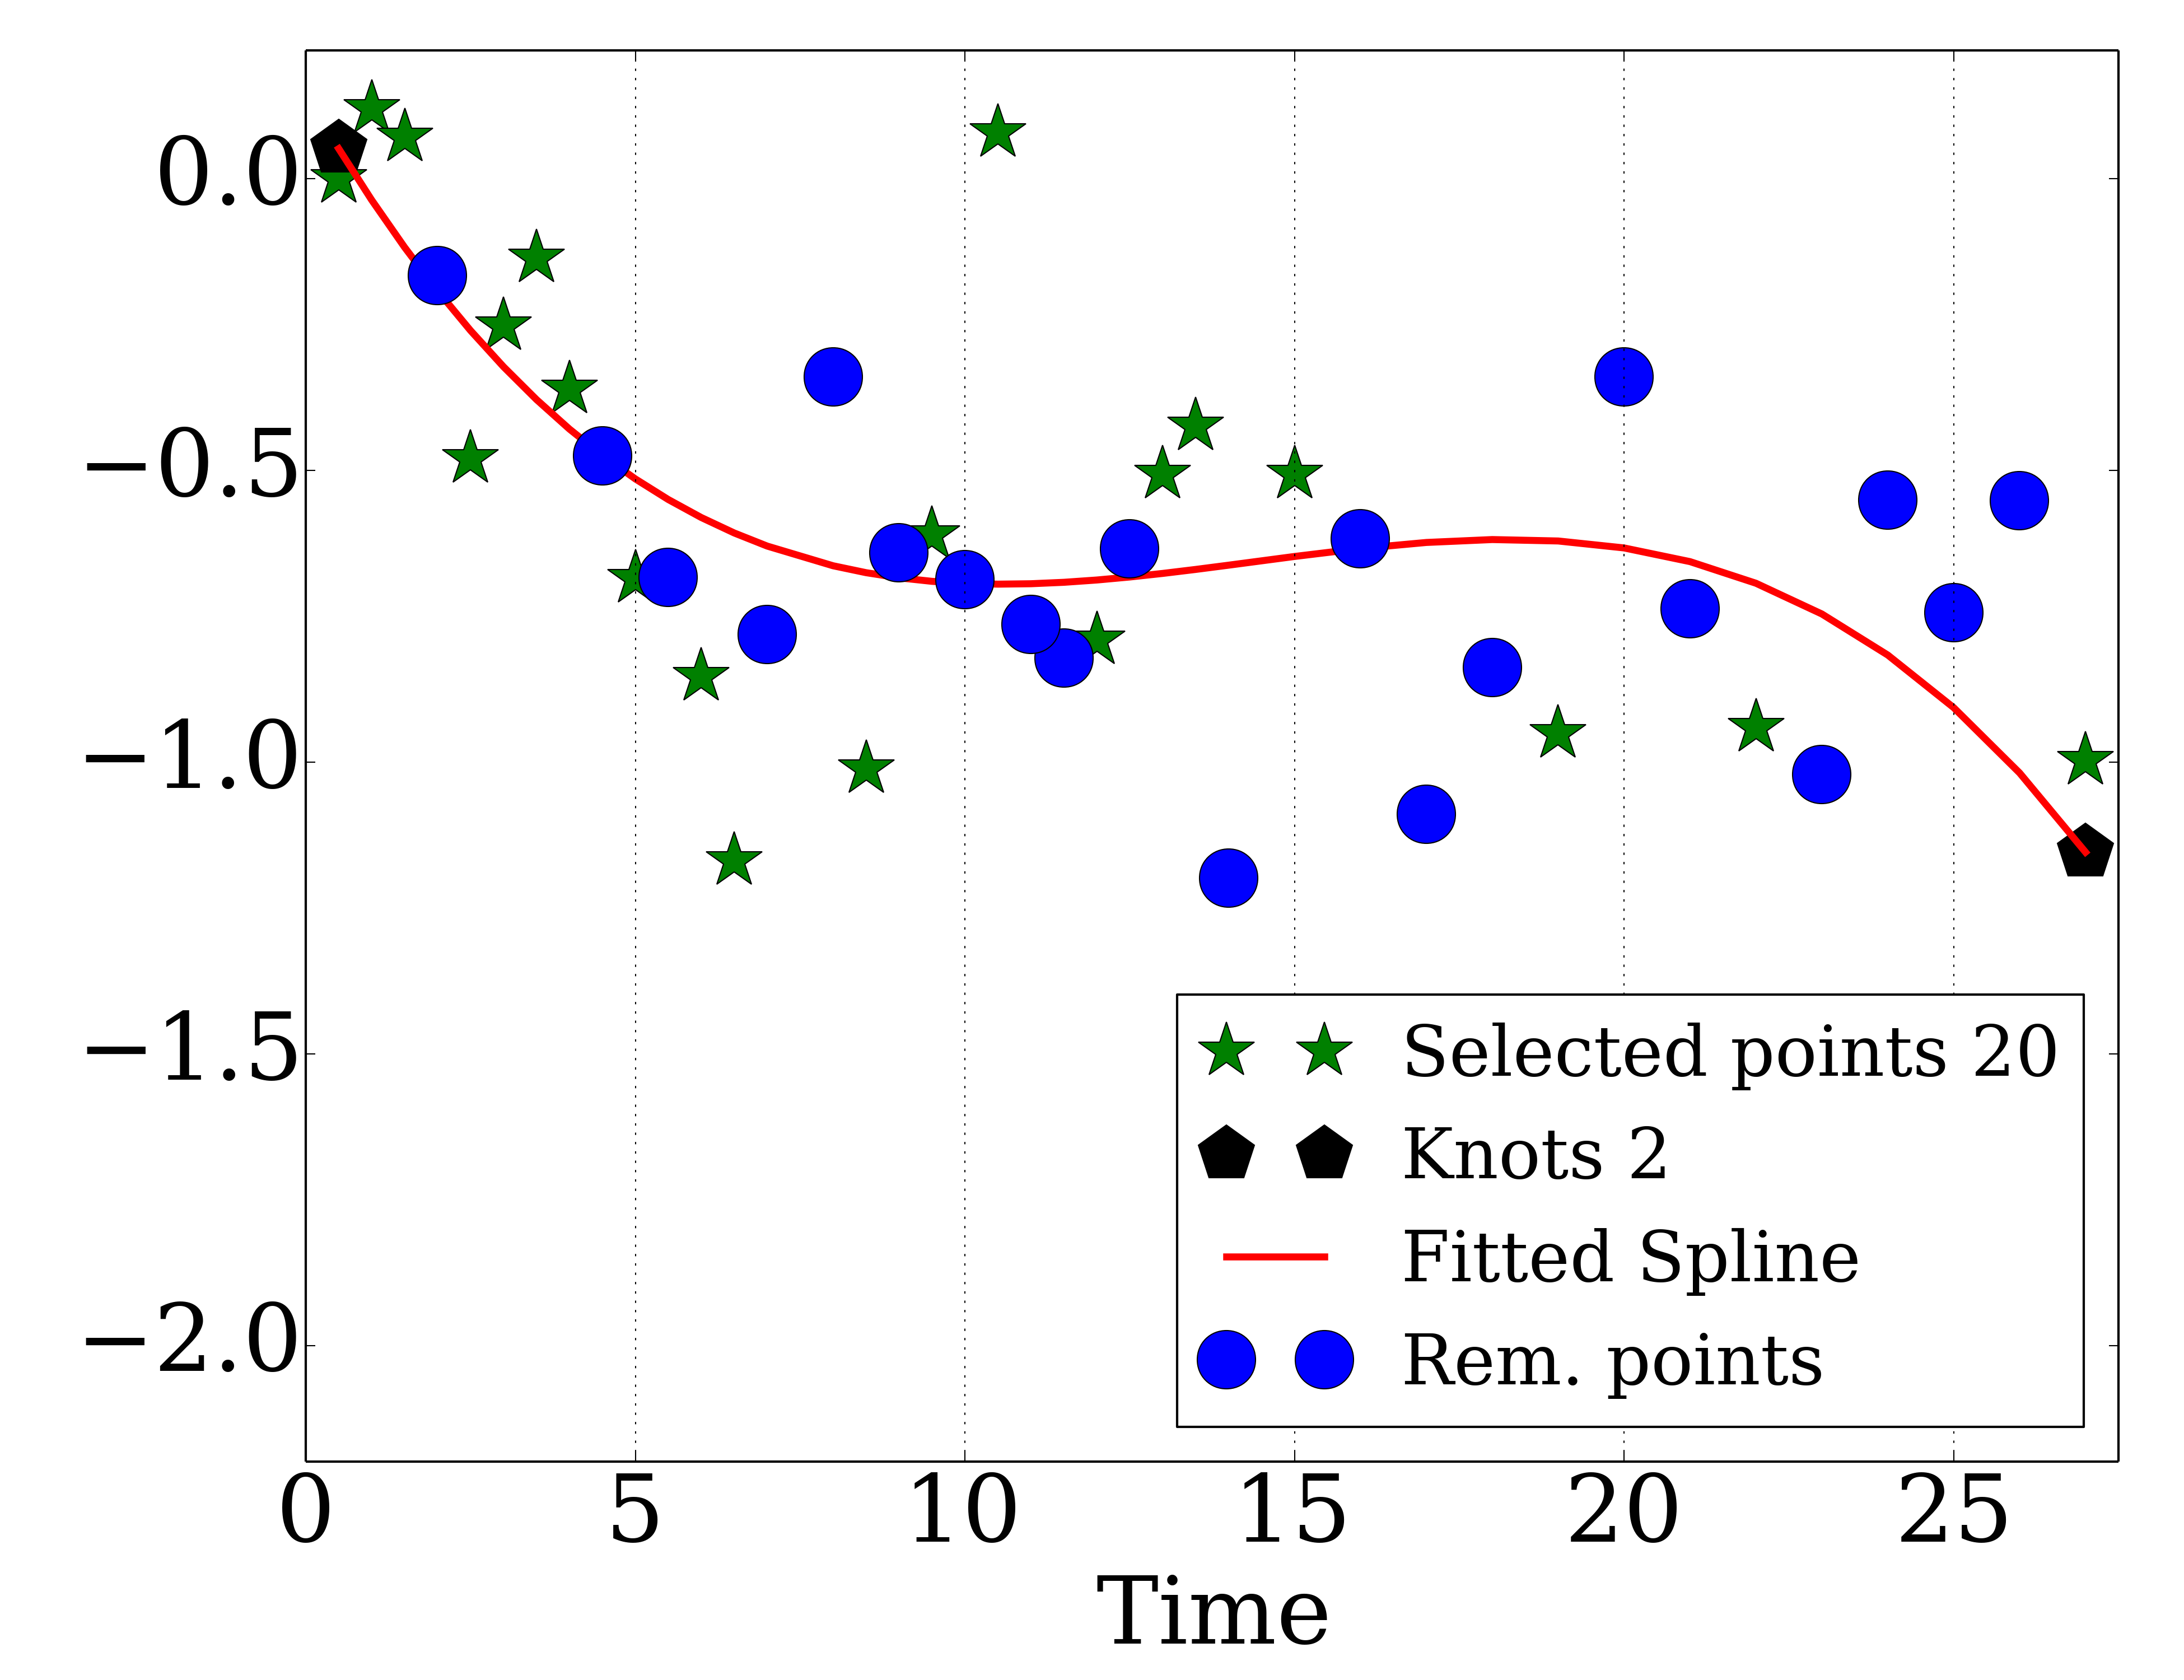 0.0
−0.5
−1.0
−1.5
−2.0
Selected points 20
Knots 2
Fitted Spline
Rem. points
0 5 10 15 20 25
Time